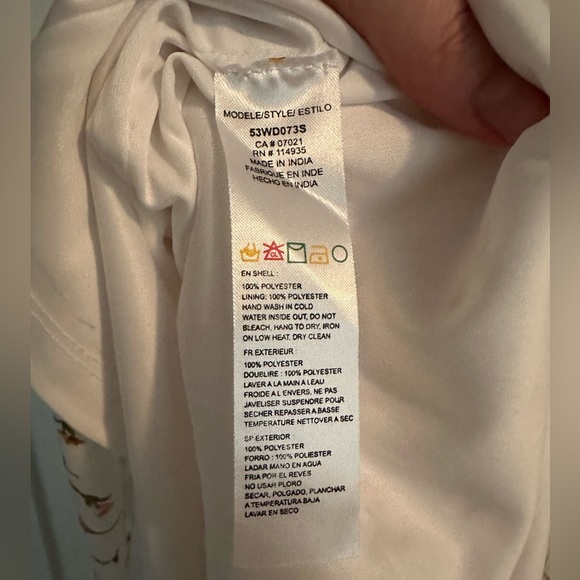 MODELE/STYLE/ ESTILO
53WD073S
CA # 07021
RN # 114935
MADE IN INDIA
FABRIQUE EN INDE
HECHO EN INDIA
EN SHELL :
100% POLYESTER
LINING: 100% POLYESTER
HAND WASH IN COLD
WATER INSIDE OUT, DO NOT
BLEACH, HANG TO DRY, IRON
ON LOW HEAT, DRY CLEAN
FR EXTERIEUR :
100% POLYESTER
DOUBLIRE : 100% POLYESTER
LAVER A LA MAIN A LEAU
FROIDE A L ENVERS, NE PAS
JAVELISER SUSPENDRE POUR
SECHER REPASSER A BASSE
TEMPERATURE NETTOVER A SEC
SP EXTERIOR
100% POLYESTER
FORRO : 100% POLIESTER
LADAR MANO EN AGUA
FRIA POR EL REVES
NO USAR PLORO
SECAR, POLGADO, PLANCHAR
A TEMPERATURA BAJA
LAVAR EN SECO